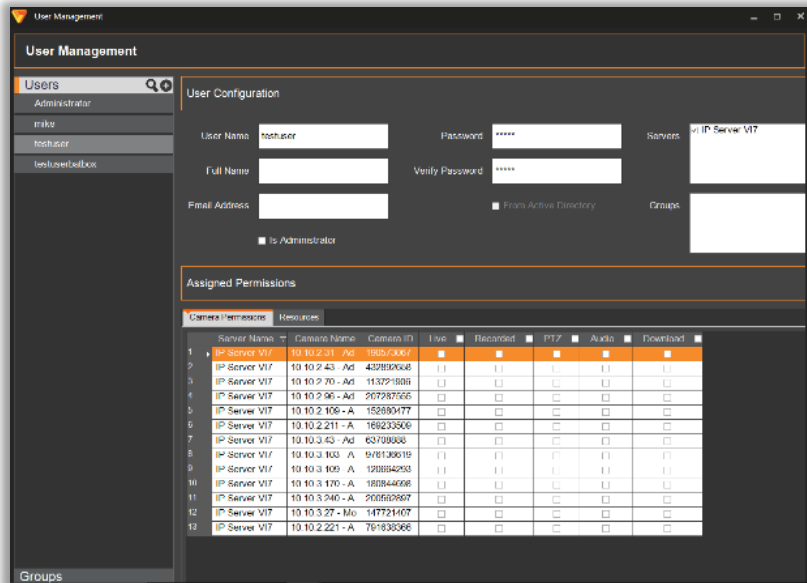 User Management
User Management
Users
Administrator
mike
testuser
testuserbatbox
Groups
User Configuration
User Name testuser Password ***** Servers IP Server VI7
Full Name Verify Password *****
Email Address From Active Directory Groups
Is Administrator
Assigned Permissions
Camera Permissions Resources
Server Name Camera Name Camera ID Live Recorded PTZ Audio Download
1 IP Server VI7 10.10.2.31 - Ad 190573067
2 IP Server VI7 10.10.2.43 - Ad 432892658
3 IP Server VI7 10.10.2.70 - Ad 113721906
4 IP Server VI7 10.10.2.96 - Ad 207287555
5 IP Server VI7 10.10.2.109 - A 152680477
6 IP Server VI7 10.10.2.211 - A 169233509
7 IP Server VI7 10.10.3.43 - Ad 63708888
8 IP Server VI7 10.10.3.103 - A 976136619
9 IP Server VI7 10.10.3.109 - A 120664293
10 IP Server VI7 10.10.3.170 - A 180844698
11 IP Server VI7 10.10.3.240 - A 200562897
12 IP Server VI7 10.10.3.27 - Mo 147721407
13 IP Server VI7 10.10.2.221 - A 791638366